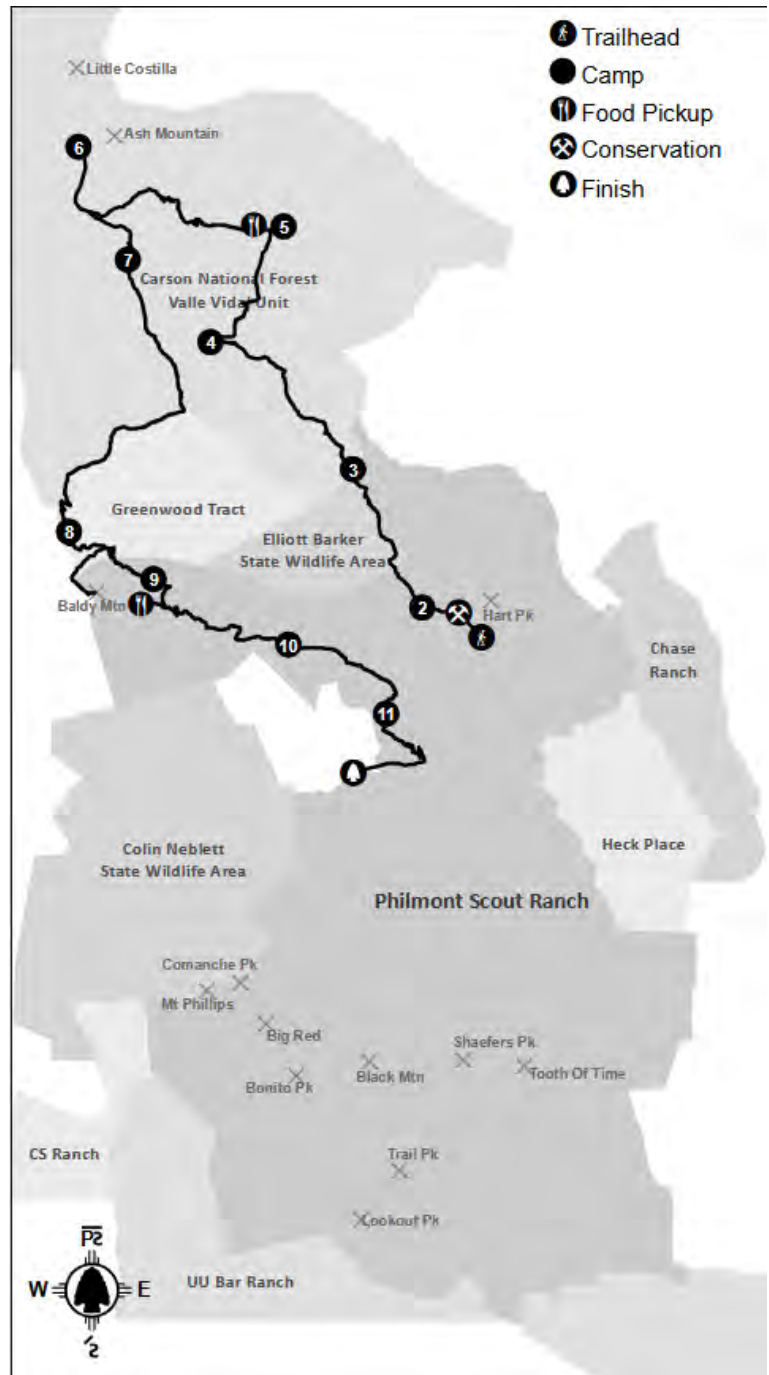 Trailhead
Camp
Food Pickup
Conservation
Finish
Little Costilla
Ash Mountain
6
5
7
Carson National Forest
Valle Vidal Unit
4
3
Greenwood Tract
8
Elliott Barker
State Wildlife Area
9
Baldy Mtn
2
Hart Pk
10
Chase
Ranch
11
Colin Neblett
State Wildlife Area
Heck Place
Philmont Scout Ranch
Comanche Pk
Mt Phillips
Big Red
Bonito Pk
Black Mtn
Shaefers Pk
Tooth Of Time
CS Ranch
Trail Pk
Lookout Pk
UU Bar Ranch
W
E